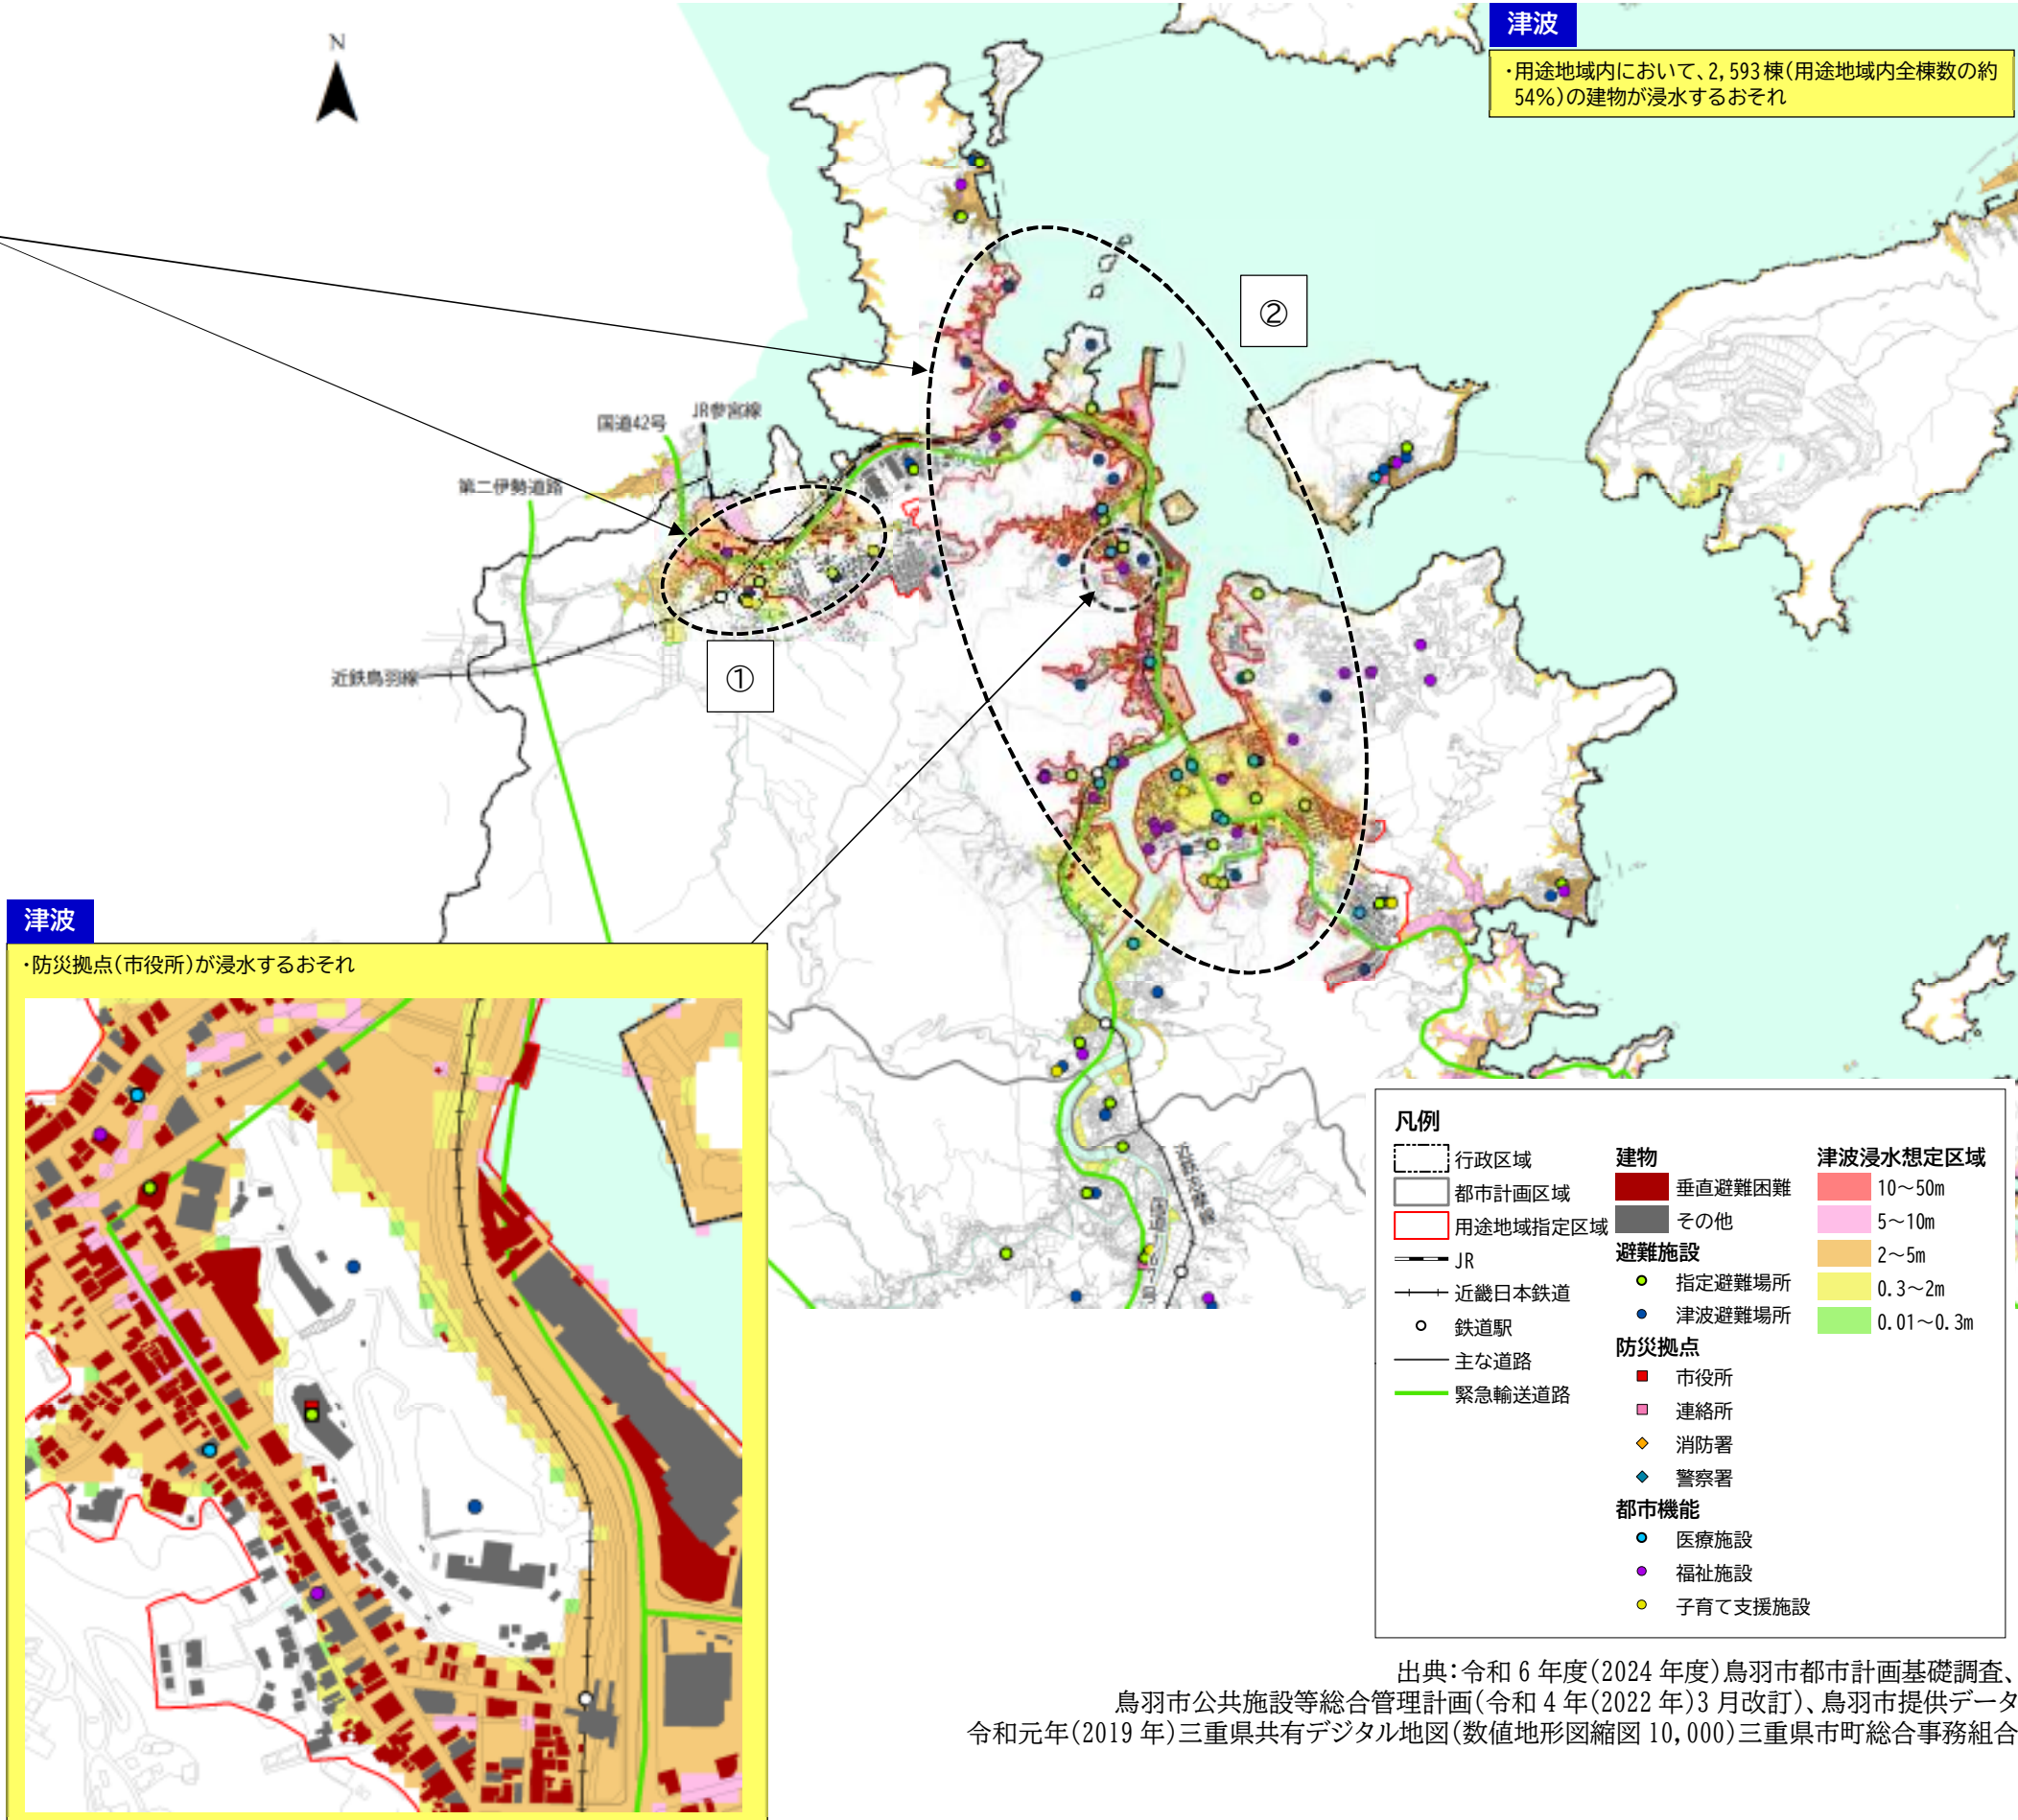 N
津波
・用途地域内において、2,593棟(用途地域内全棟数の約
54%)の建物が浸水するおそれ
②
国道42号
JR参宮線
第二伊勢道路
近鉄鳥羽線
①
津波
・防災拠点(市役所)が浸水するおそれ
凡例
行政区域
都市計画区域
用途地域指定区域
JR
近畿日本鉄道
鉄道駅
主な道路
緊急輸送道路
建物
垂直避難困難
その他
避難施設
指定避難場所
津波避難場所
防災拠点
市役所
連絡所
消防署
警察署
都市機能
医療施設
福祉施設
子育て支援施設
津波浸水想定区域
10～50m
5～10m
2～5m
0.3～2m
0.01～0.3m
出典：令和6年度(2024年度)鳥羽市都市計画基礎調査、
鳥羽市公共施設等総合管理計画(令和4年(2022年)3月改訂)、鳥羽市提供データ
令和元年(2019年)三重県共有デジタル地図(数値地形図縮図10,000)三重県市町総合事務組合